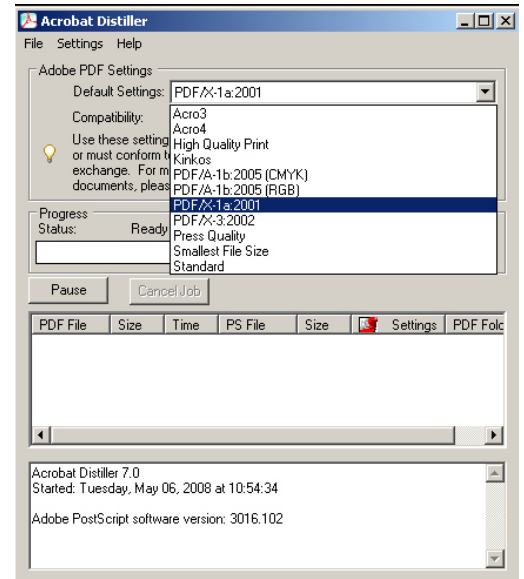 Acrobat Distiller
File Settings Help
Adobe PDF Settings
Default Settings: PDF/X-1a:2001
Compatibility:
Use these setting
or must conform t
exchange. For m
documents, pleas
Acro3
Acro4
High Quality Print
Kinkos
PDF/A-1b:2005 (CMYK)
PDF/A-1b:2005 (RGB)
PDF/X-1a:2001
PDF/X-3:2002
Press Quality
Smallest File Size
Standard
Progress
Status: Ready
Pause Cancel Job
PDF File Size Time PS File Size Settings PDF Folc
Acrobat Distiller 7.0
Started: Tuesday, May 06, 2008 at 10:54:34
Adobe PostScript software version: 3016.102